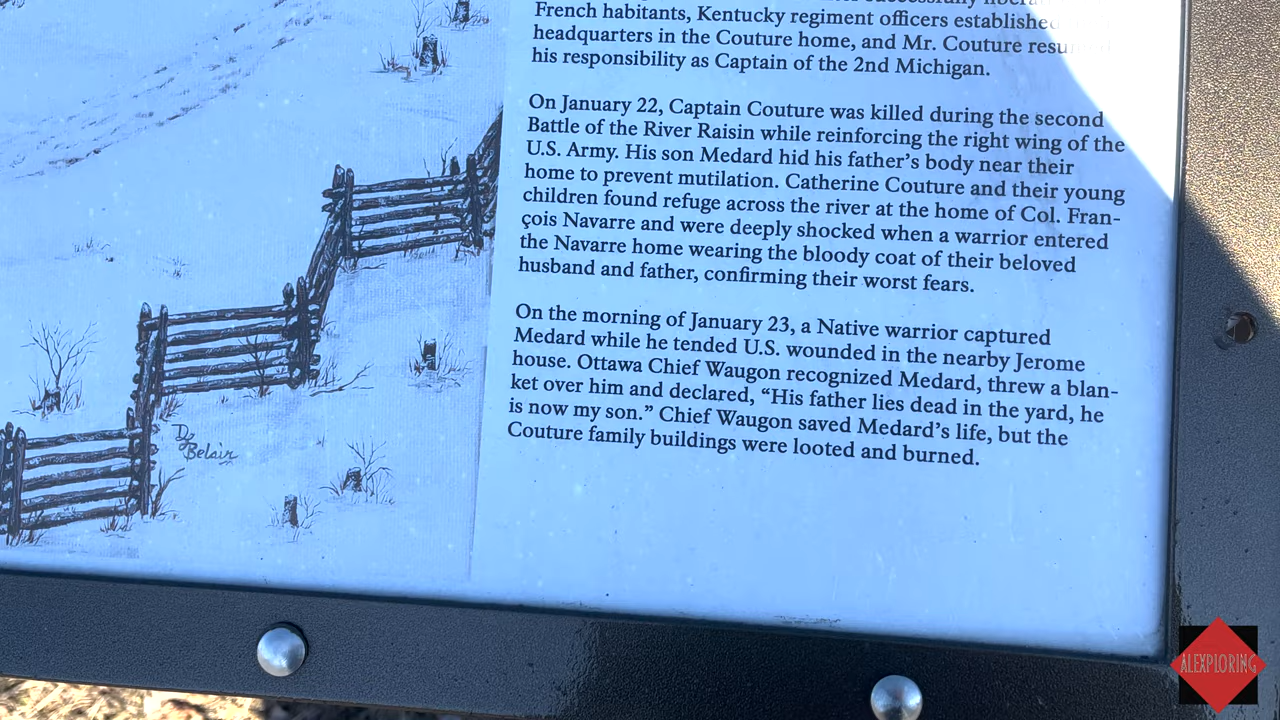 French habitants, Kentucky regiment officers established
headquarters in the Couture home, and Mr. Couture resumed
his responsibility as Captain of the 2nd Michigan.
On January 22, Captain Couture was killed during the second
Battle of the River Raisin while reinforcing the right wing of the
U.S. Army. His son Medard hid his father's body near their
home to prevent mutilation. Catherine Couture and their young
children found refuge across the river at the home of Col. Fran-
çois Navarre and were deeply shocked when a warrior entered
the Navarre home wearing the bloody coat of their beloved
husband and father, confirming their worst fears.
On the morning of January 23, a Native warrior captured
Medard while he tended U.S. wounded in the nearby Jerome
house. Ottawa Chief Waugon recognized Medard, threw a blan-
ket over him and declared, “His father lies dead in the yard, he
is now my son.” Chief Waugon saved Medard's life, but the
Couture family buildings were looted and burned.
Belair
ALEXPLORING